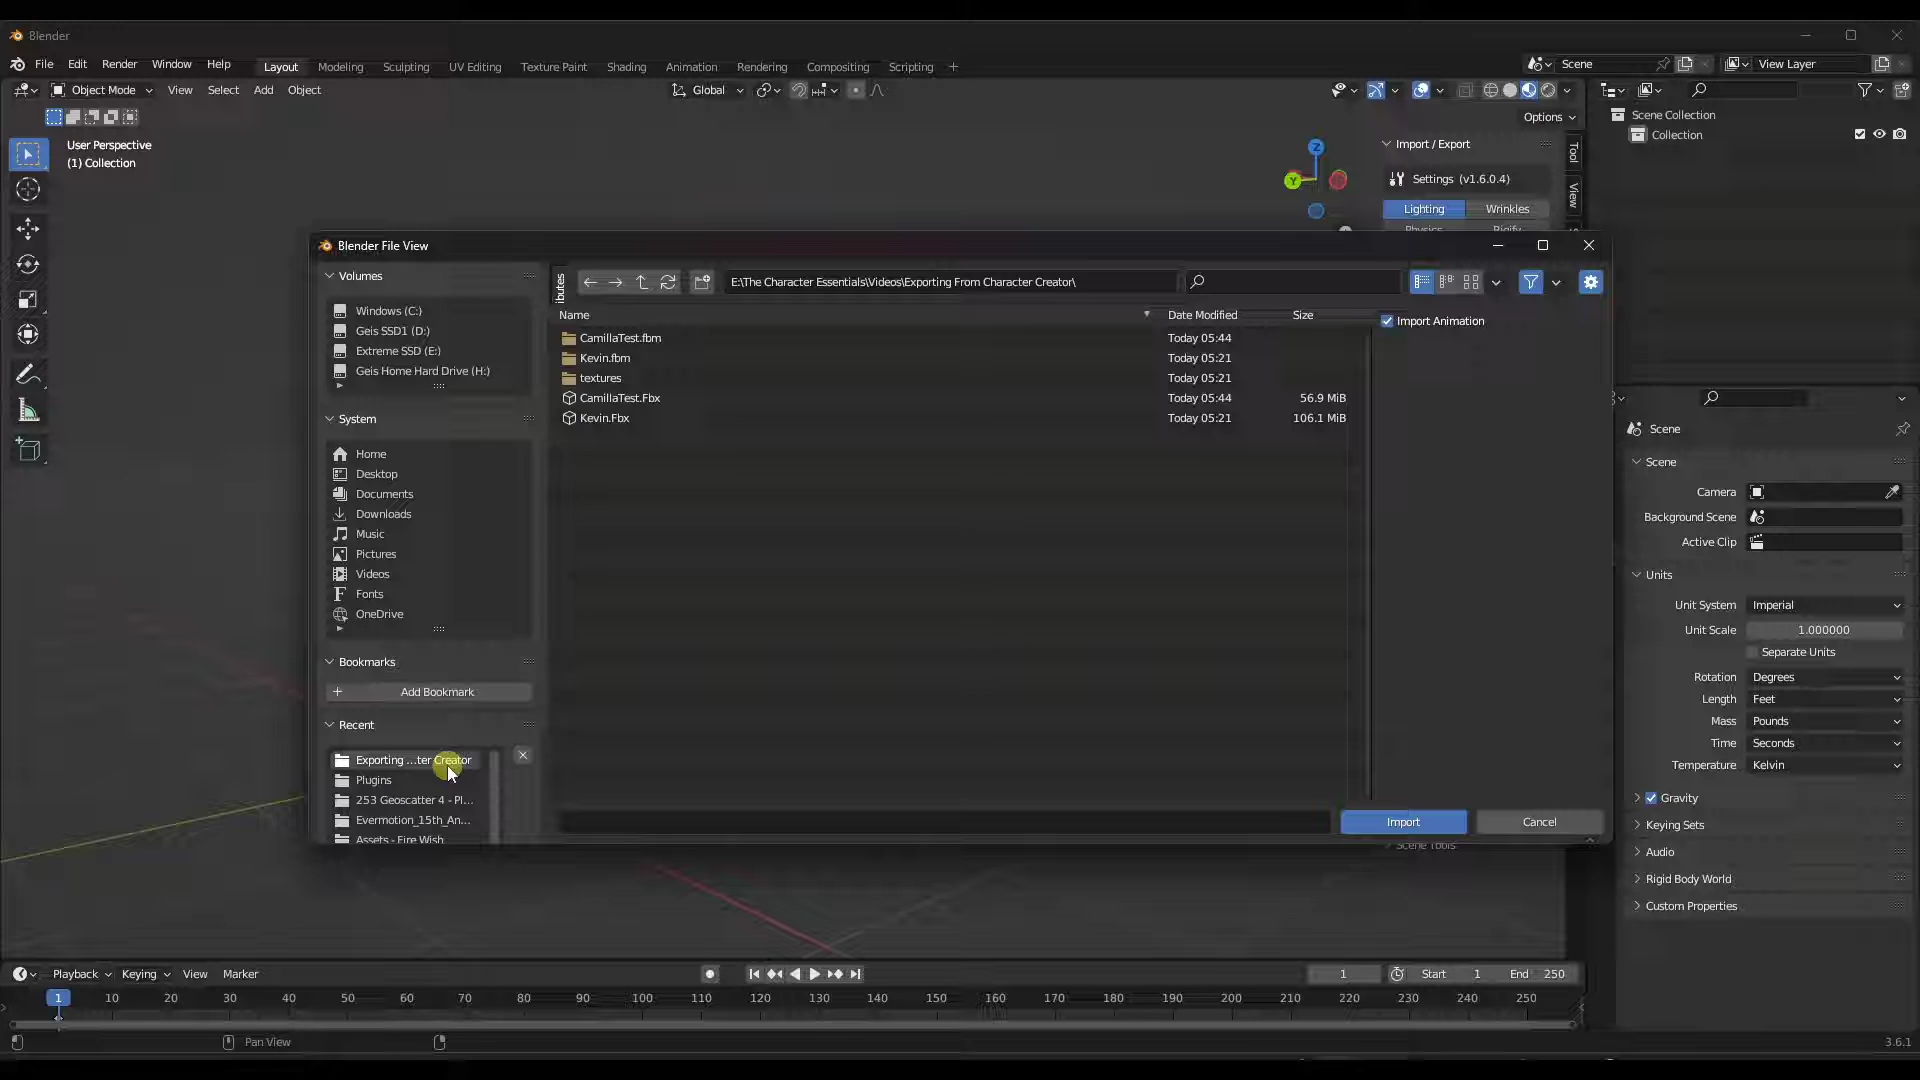 Blender
File Edit Render Window Help Layout Modeling Sculpting UV Editing Texture Paint Shading Animation Rendering Compositing Scripting + Scene View Layer
Object Mode View Select Add Object Global
Options
User Perspective
(1) Collection
Z
Y
Import / Export
Settings (v1.6.0.4)
Lighting Wrinkles
Physics Rigify
Tool
View
Scene Collection
Collection
Blender File View
Volumes
Windows (C:)
Geis SSD1 (D:)
Extreme SSD (E:)
Geis Home Hard Drive (H:)
System
Home
Desktop
Documents
Downloads
Music
Pictures
Videos
Fonts
OneDrive
Bookmarks
Add Bookmark
Recent
Exporting ...ter Creator
Plugins
253 Geoscatter 4 - Pl...
Evermotion_15th_An...
Assets - Fire Wish
ibutes
E:\The Character Essentials\Videos\Exporting From Character Creator\
Name Date Modified Size
CamillaTest.fbm Today 05:44
Kevin.fbm Today 05:21
textures Today 05:21
CamillaTest.Fbx Today 05:44 56.9 MiB
Kevin.Fbx Today 05:21 106.1 MiB
Import Animation
Import Cancel
Scene Tools
Scene
Scene
Camera
Background Scene
Active Clip
Units
Unit System Imperial
Unit Scale 1.000000
Separate Units
Rotation Degrees
Length Feet
Mass Pounds
Time Seconds
Temperature Kelvin
Gravity
Keying Sets
Audio
Rigid Body World
Custom Properties
Playback Keying View Marker 1 Start 1 End 250
1 10 20 30 40 50 60 70 80 90 100 110 120 130 140 150 160 170 180 190 200 210 220 230 240 250
Pan View 3.6.1